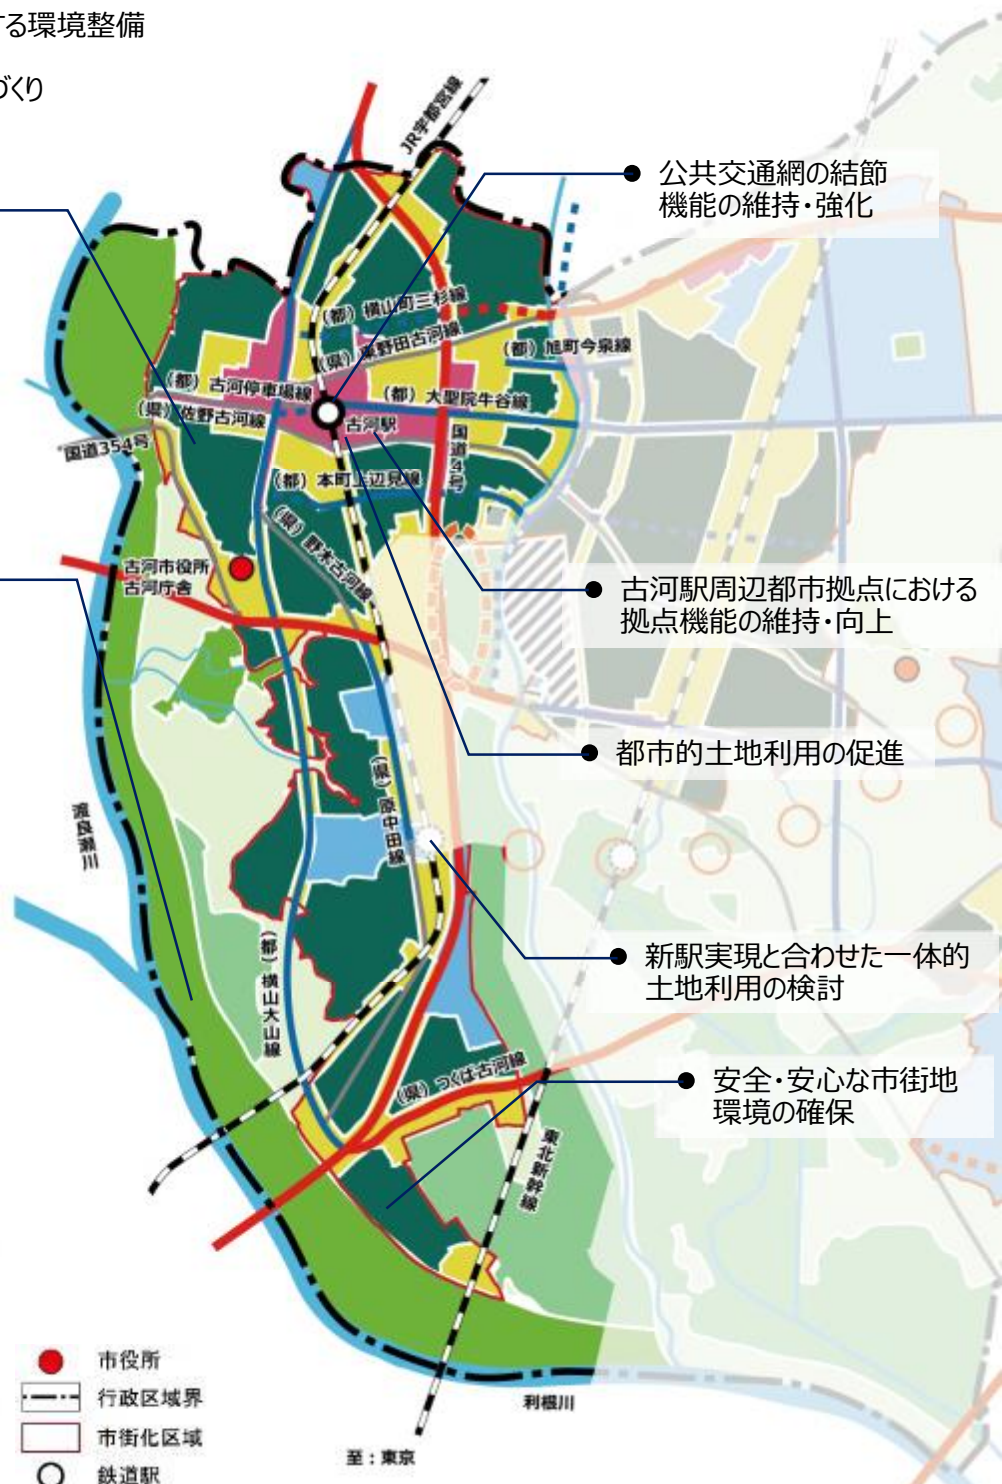 する環境整備
づくり
JR宇都宮線
公共交通網の結節
機能の維持・強化
(都) 横山町三杉線
(県) 東野田古河線
(都) 旭町今泉線
(都) 古河停車場線
(都) 大聖院牛谷線
(県) 佐野古河線
古河駅
国道354号
国道4号
(都) 本町上辺見線
(県) 野木古河線
古河市役所
古河庁舎
古河駅周辺都市拠点における
拠点機能の維持・向上
都市的土地利用の促進
(県) 原中田線
渡良瀬川
新駅実現と合わせた一体的
土地利用の検討
(都) 横山大山線
(県) つくば古河線
安全・安心な市街地
環境の確保
東北新幹線
市役所
行政区域界
市街化区域
鉄道駅
利根川
至：東京